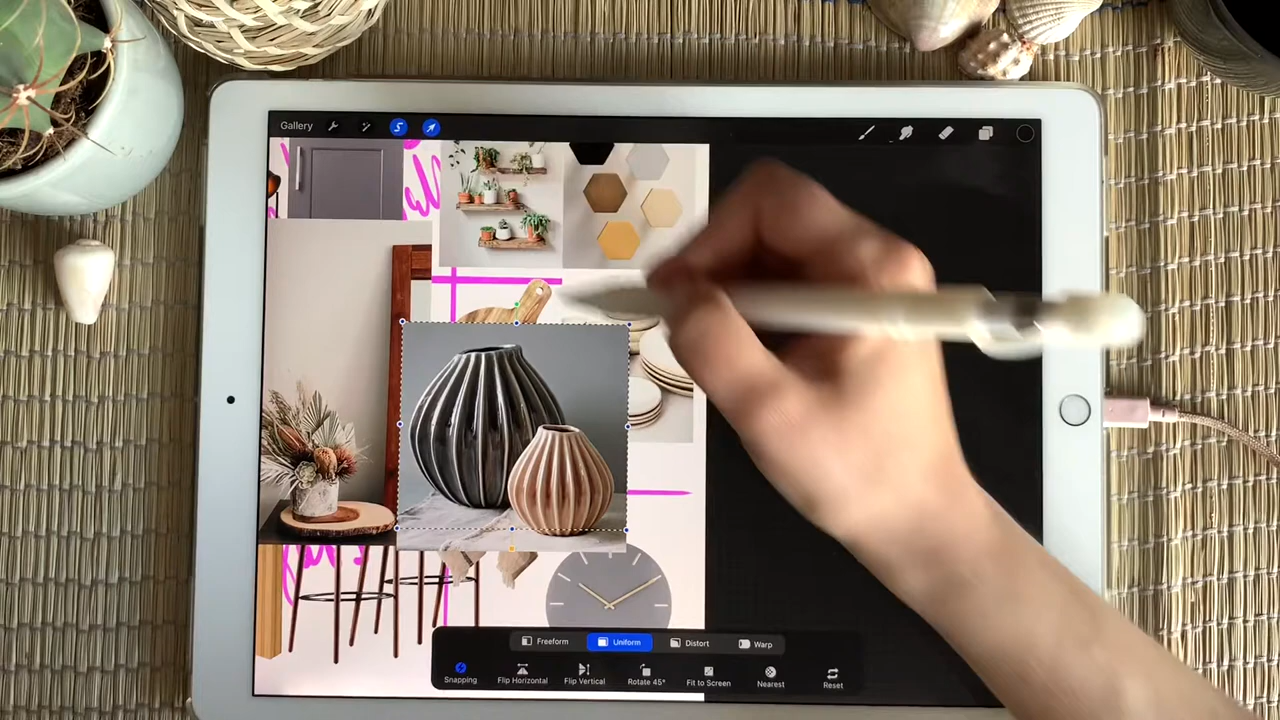 Gallery
Freeform Uniform Distort Warp
Snapping Flip Horizontal Flip Vertical Rotate 45° Fit to Screen Nearest Reset